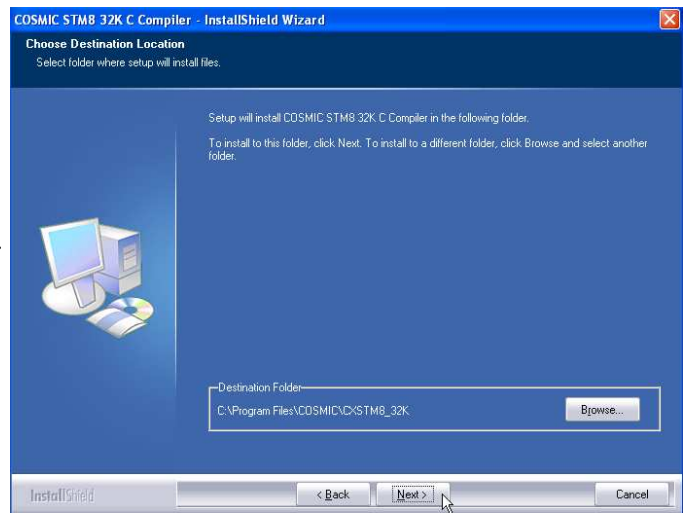 COSMIC STM8 32K C Compiler - InstallShield Wizard
Choose Destination Location
Select folder where setup will install files.
Setup will install COSMIC STM8 32K C Compiler in the following folder.
To install to this folder, click Next. To install to a different folder, click Browse and select another
folder.
Destination Folder
C:\Program Files\COSMIC\CXSTM8_32K
Browse...
InstallShield
< Back
Next >
Cancel